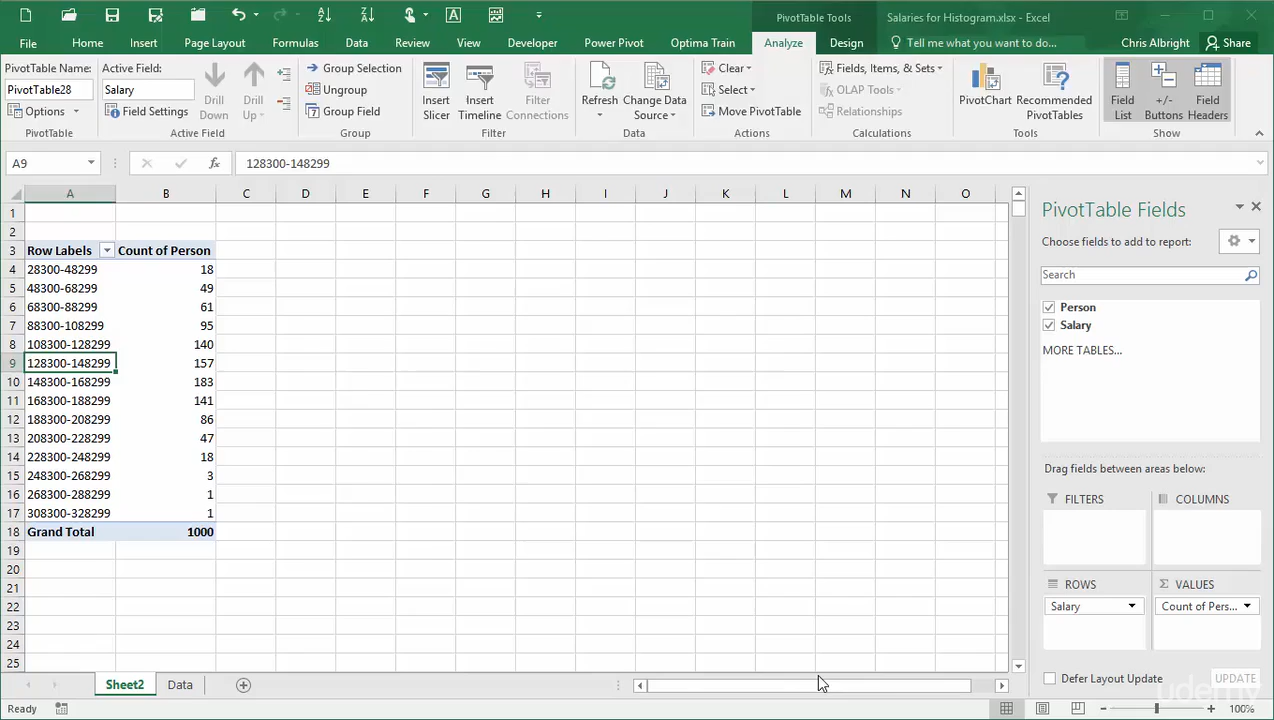 PivotTable Tools
Salaries for Histogram.xlsx - Excel
File Home Insert Page Layout Formulas Data Review View Developer Power Pivot Optima Train Analyze Design Tell me what you want to do... Chris Albright Share
PivotTable Name:
PivotTable28
Options
PivotTable
Active Field:
Salary
Field Settings
Drill Down
Drill Up
Active Field
Group Selection
Ungroup
Group Field
Group
Insert Slicer
Insert Timeline
Filter Connections
Filter
Refresh
Change Data Source
Data
Clear
Select
Move PivotTable
Actions
Fields, Items, & Sets
OLAP Tools
Relationships
Calculations
PivotChart
Recommended PivotTables
Tools
Field List
+/- Buttons
Field Headers
Show
A9
fx
128300-148299
A B C D E F G H I J K L M N O
1
2
3 Row Labels Count of Person
4 28300-48299 18
5 48300-68299 49
6 68300-88299 61
7 88300-108299 95
8 108300-128299 140
9 128300-148299 157
10 148300-168299 183
11 168300-188299 141
12 188300-208299 86
13 208300-228299 47
14 228300-248299 18
15 248300-268299 3
16 268300-288299 1
17 308300-328299 1
18 Grand Total 1000
19
20
21
22
23
24
25
PivotTable Fields
Choose fields to add to report:
Search
Person
Salary
MORE TABLES...
Drag fields between areas below:
FILTERS
COLUMNS
ROWS
VALUES
Salary
Count of Pers...
Defer Layout Update
UPDATE
udemy
Sheet2 Data
Ready
100%